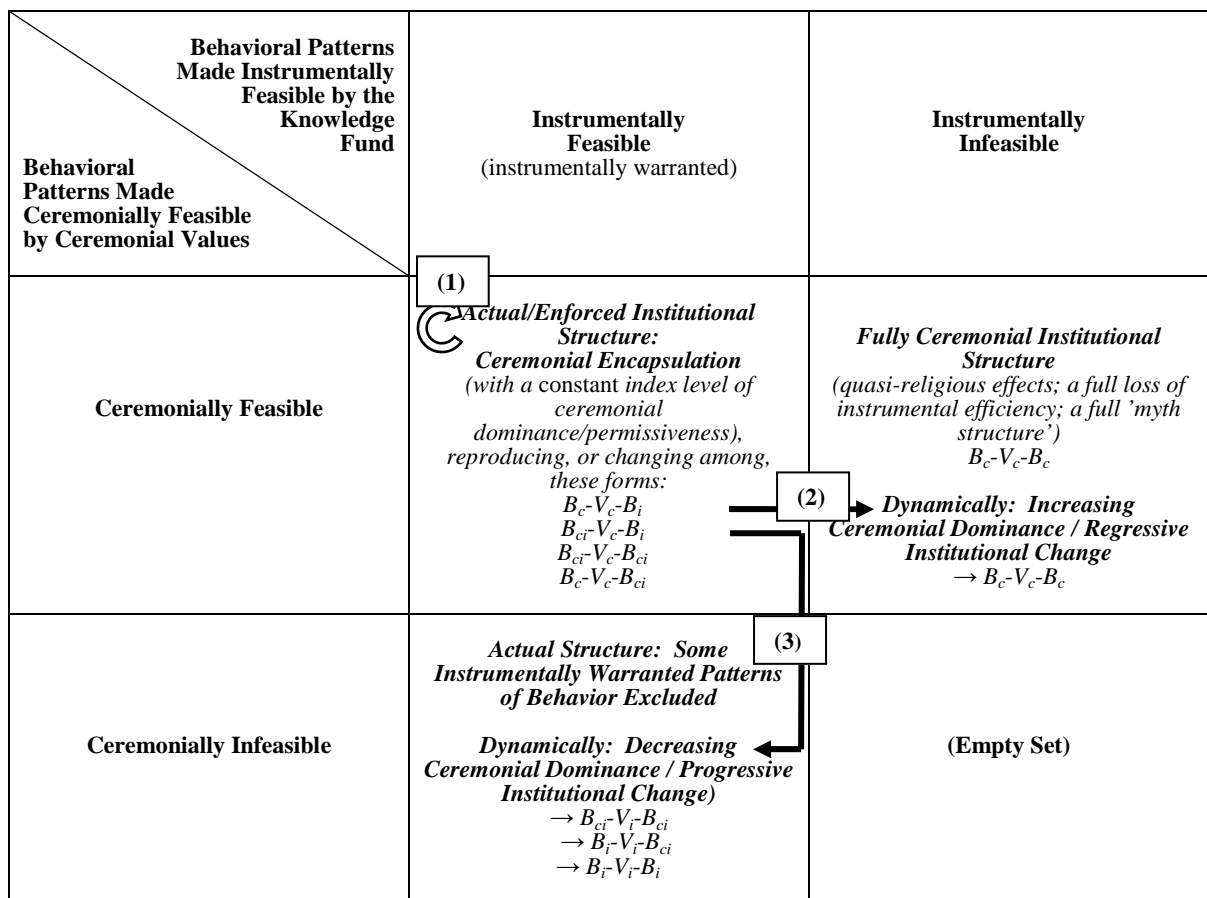 Behavioral Patterns
Made Instrumentally
Feasible by the
Knowledge
Fund
Behavioral
Patterns Made
Ceremonially Feasible
by Ceremonial Values
Instrumentally
Feasible
(instrumentally warranted)
Instrumentally
Infeasible
Ceremonially Feasible
(1)
Actual/Enforced Institutional
Structure:
Ceremonial Encapsulation
(with a constant index level of
ceremonial
dominance/permissiveness),
reproducing, or changing among,
these forms:
Bc-Vc-Bi
Bci-Vc-Bi
Bci-Vc-Bci
Bc-Vc-Bci
(2)
Fully Ceremonial Institutional
Structure
(quasi-religious effects; a full loss of
instrumental efficiency; a full 'myth
structure')
Bc-Vc-Bc
Dynamically: Increasing
Ceremonial Dominance / Regressive
Institutional Change
→ Bc-Vc-Bc
Ceremonially Infeasible
(3)
Actual Structure: Some
Instrumentally Warranted Patterns
of Behavior Excluded
Dynamically: Decreasing
Ceremonial Dominance / Progressive
Institutional Change)
→ Bci-Vi-Bci
→ Bi-Vi-Bci
→ Bi-Vi-Bi
(Empty Set)